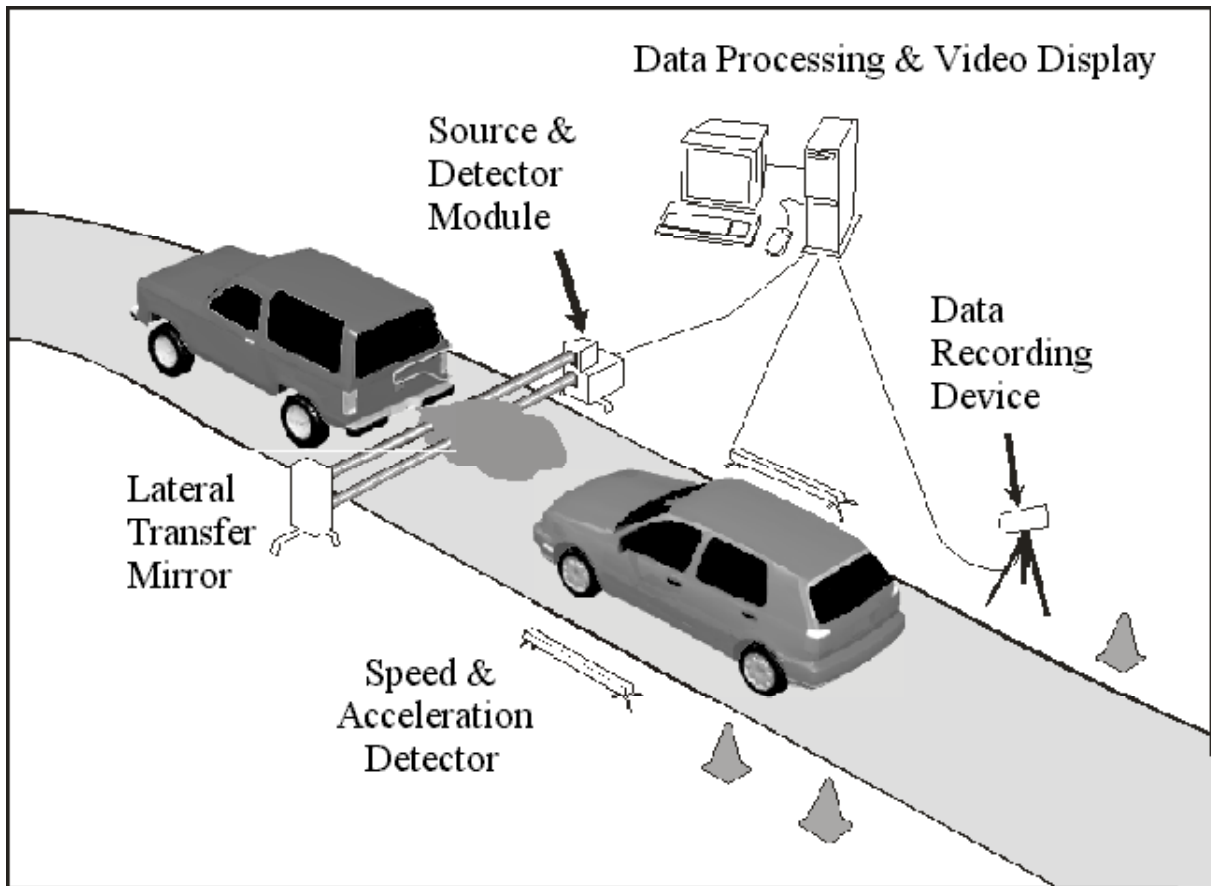 Data Processing & Video Display
Source &
Detector
Module
Data
Recording
Device
Lateral
Transfer
Mirror
Speed &
Acceleration
Detector